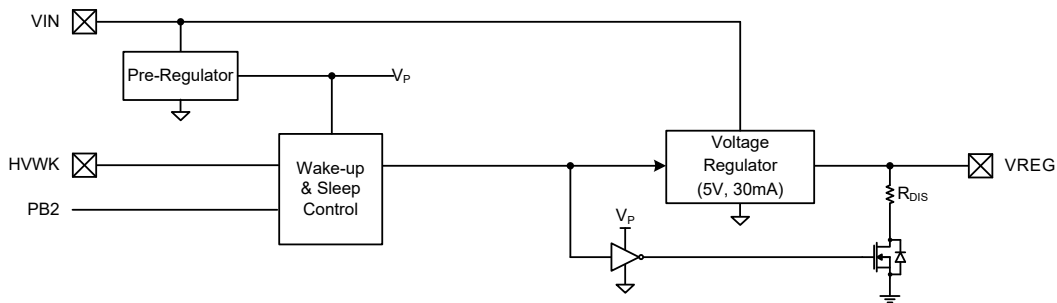 VIN
Pre-Regulator
VP
HVWK
PB2
Wake-up
& Sleep
Control
Voltage
Regulator
(5V, 30mA)
VREG
RDIS
VP